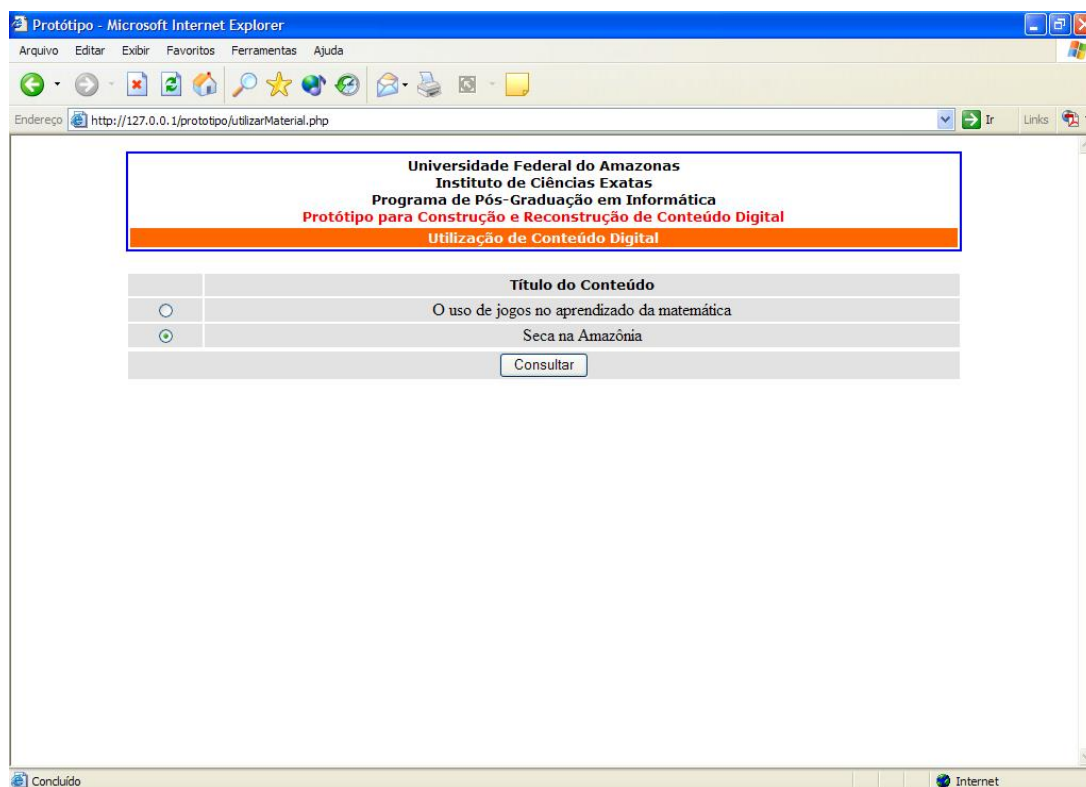 Protótipo - Microsoft Internet Explorer
Arquivo Editar Exibir Favoritos Ferramentas Ajuda
Endereço http://127.0.0.1/prototipo/utilizarMaterial.php Ir Links
Universidade Federal do Amazonas
Instituto de Ciências Exatas
Programa de Pós-Graduação em Informática
Protótipo para Construção e Reconstrução de Conteúdo Digital
Utilização de Conteúdo Digital
Título do Conteúdo
O uso de jogos no aprendizado da matemática
Seca na Amazônia
Consultar
Concluído Internet